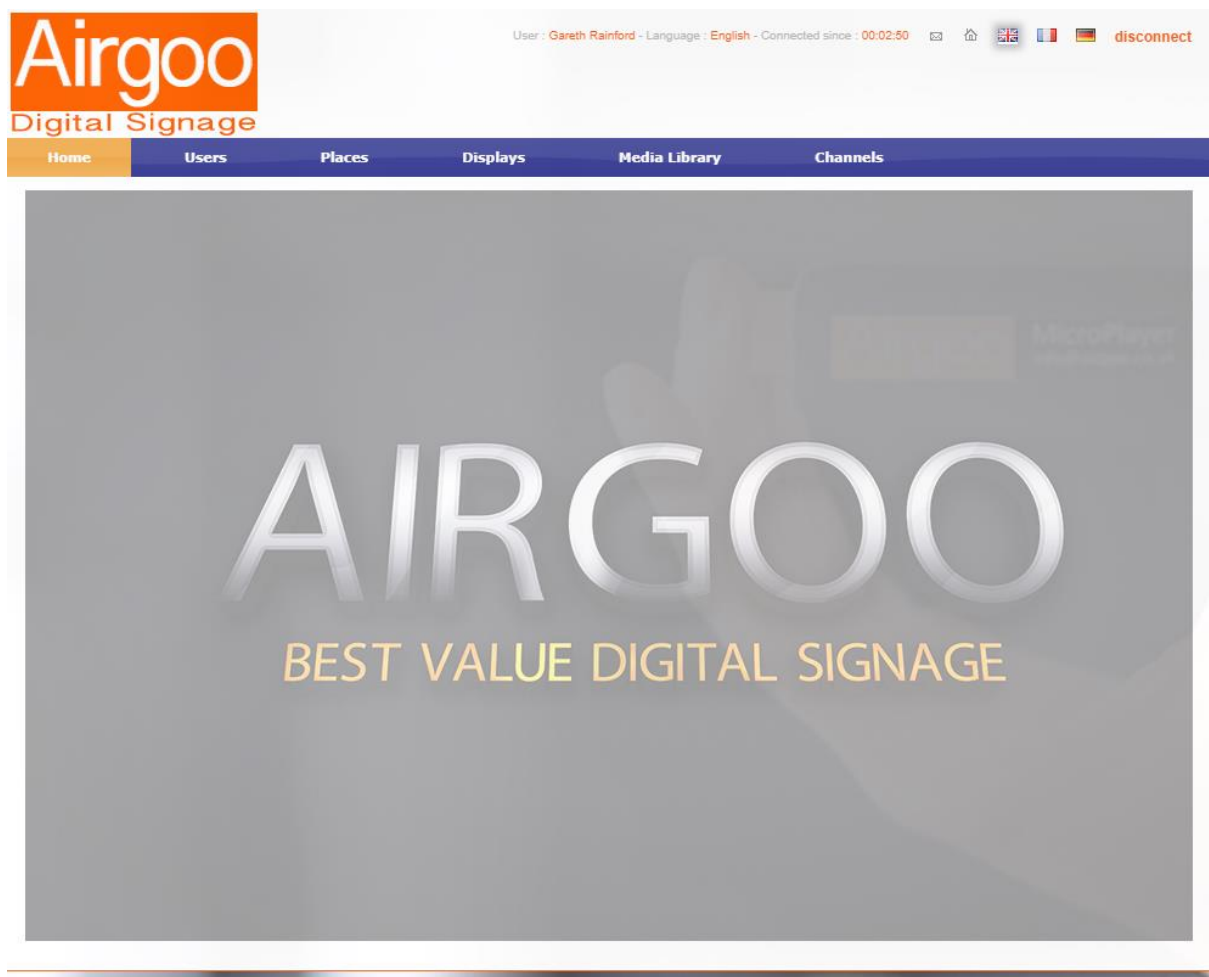 Airgoo
Digital Signage
User : Gareth Rainford - Language : English - Connected since : 00:02:50 disconnect
Home Users Places Displays Media Library Channels
MicroPlayer
AIRGOO
BEST VALUE DIGITAL SIGNAGE